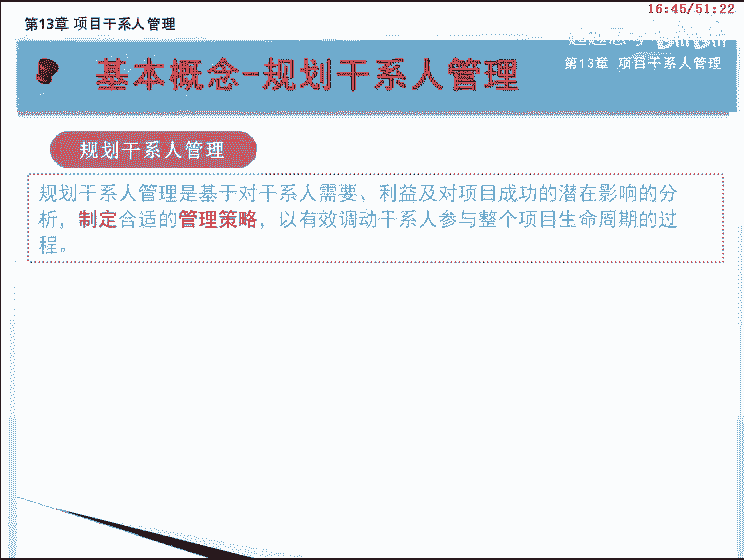 16:45/51:22
第13章 项目干系人管理
基本概念-规划干系人管理
第13章 项目干系人管理
规划干系人管理
规划干系人管理是基于对干系人需要、利益及对项目成功的潜在影响的分
析，制定合适的管理策略，以有效调动干系人参与整个项目生命周期的过
程。